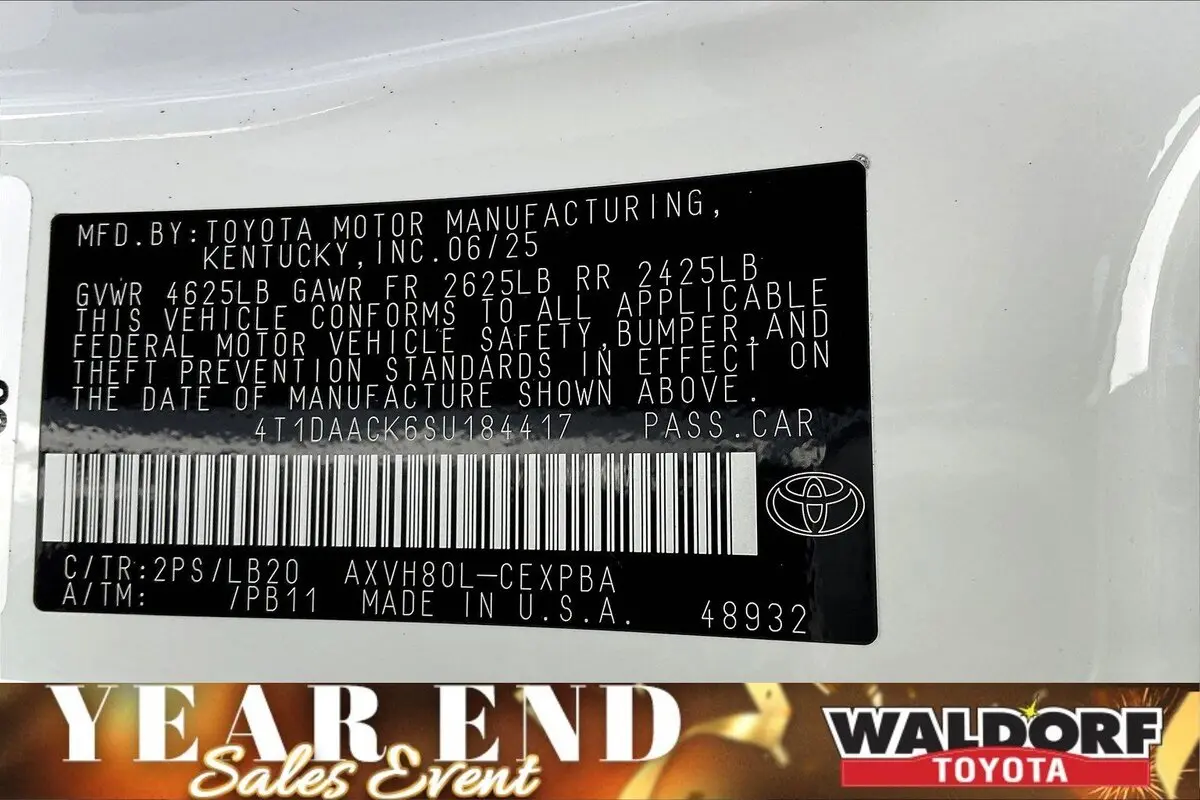 MFD.BY:TOYOTA MOTOR MANUFACTURING,
KENTUCKY,INC.06/25
GVWR 4625LB GAWR FR 2625LB RR 2425LB
THIS VEHICLE CONFORMS TO ALL APPLICABLE
FEDERAL MOTOR VEHICLE SAFETY,BUMPER,AND
THEFT PREVENTION STANDARDS IN EFFECT ON
THE DATE OF MANUFACTURE SHOWN ABOVE.
4T1DAACK6SU184417 PASS.CAR
C/TR:2PS/LB20 AXVH80L-CEXPBA
A/TM: /PB11 MADE IN U.S.A. 48932
YEAR END
Sales Event
WALDORF
TOYOTA